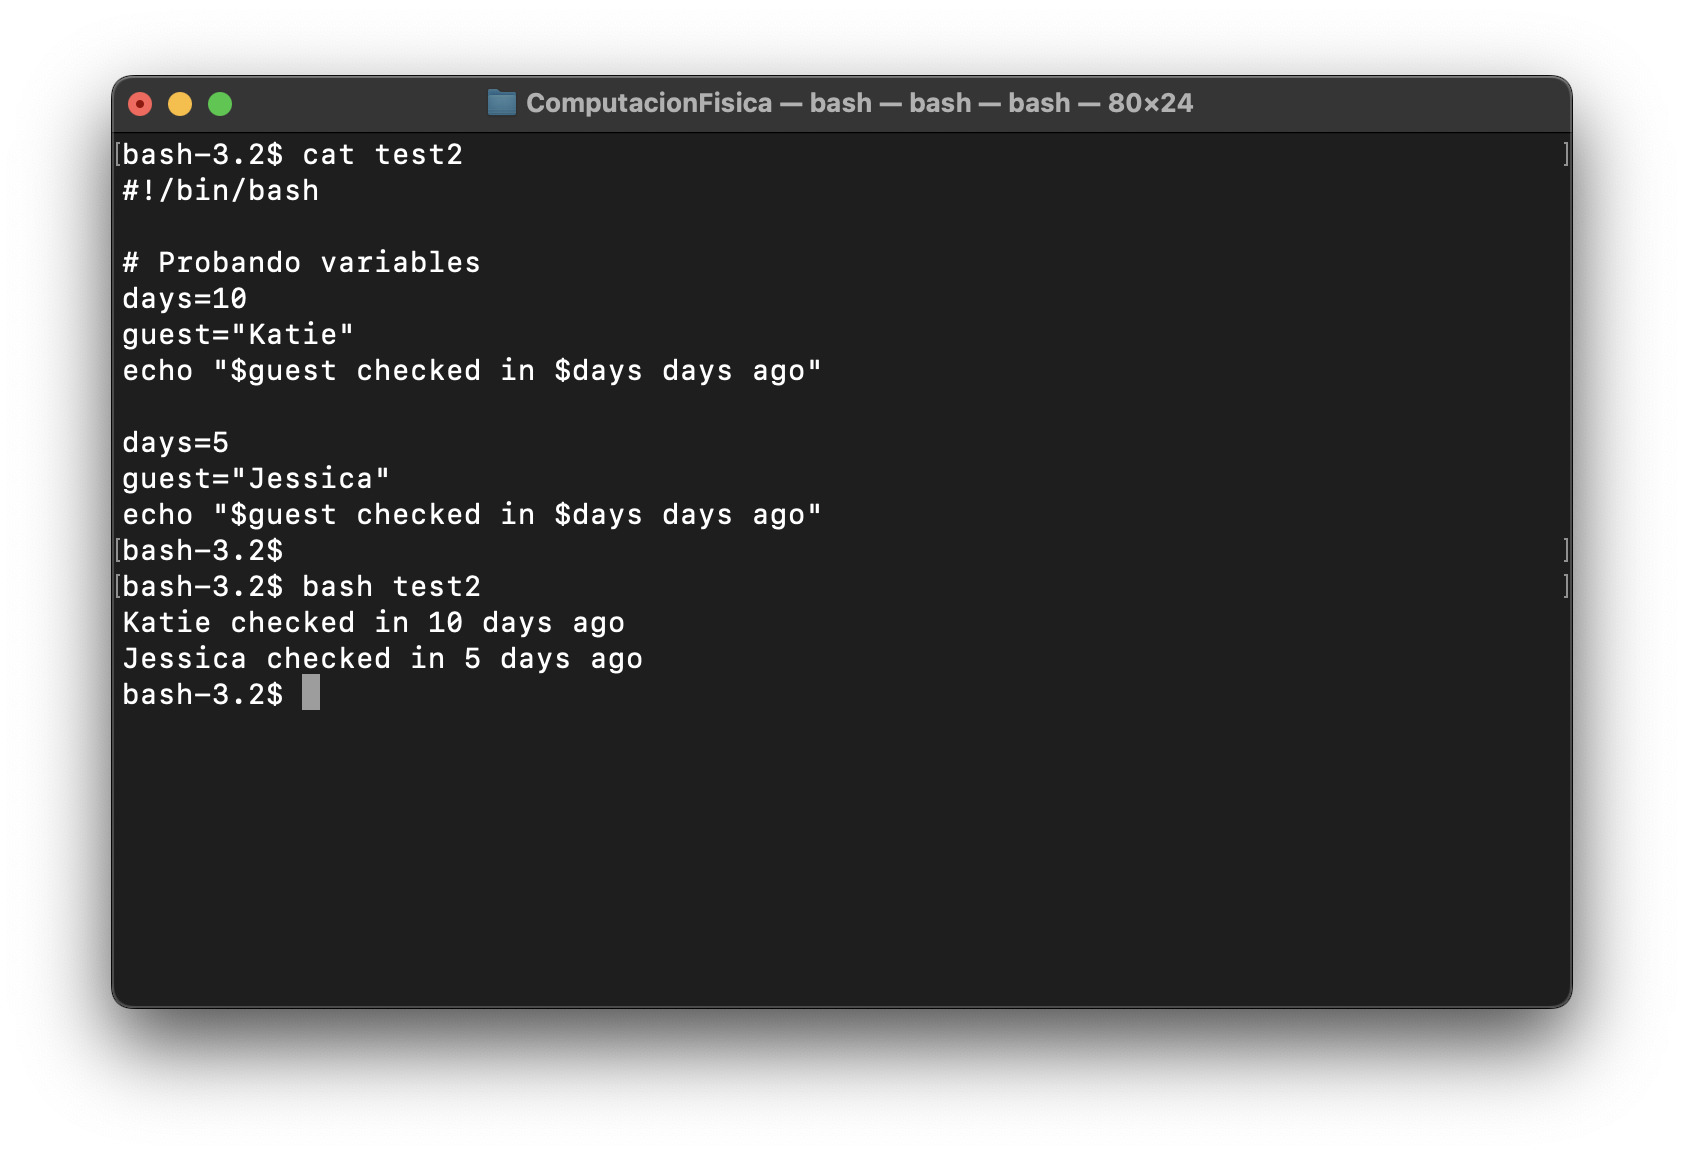 ComputacionFisica — bash — bash — bash — 80×24
[bash-3.2$ cat test2 ]
#!/bin/bash

# Probando variables
days=10
guest="Katie"
echo "$guest checked in $days days ago"

days=5
guest="Jessica"
echo "$guest checked in $days days ago"
[bash-3.2$ ]
[bash-3.2$ bash test2 ]
Katie checked in 10 days ago
Jessica checked in 5 days ago
bash-3.2$